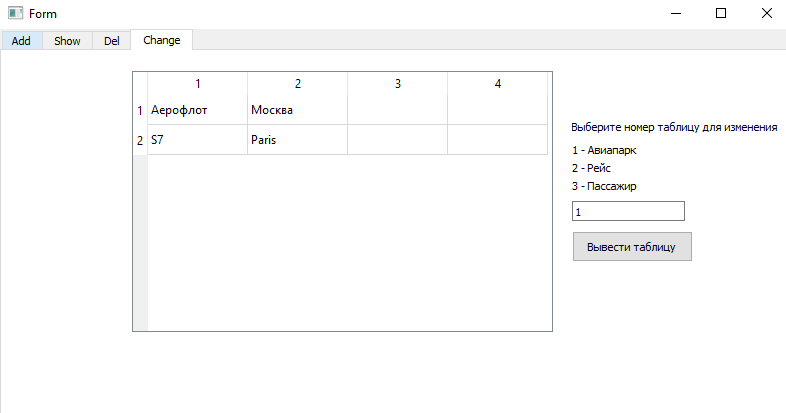 Form
Add Show Del Change
1 2 3 4
1 Аерофлот Москва
2 S7 Paris
Выберите номер таблицу для изменения
1 - Авиапарк
2 - Рейс
3 - Пассажир
1
Вывести таблицу